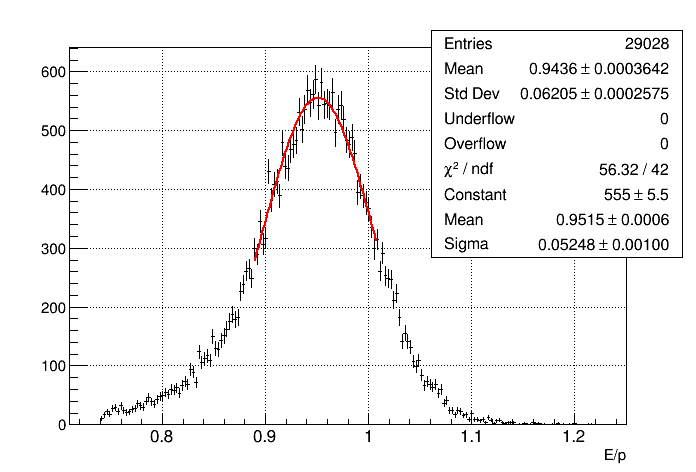 Entries 29028
Mean 0.9436 ± 0.0003642
Std Dev 0.06205 ± 0.0002575
Underflow 0
Overflow 0
χ² / ndf 56.32 / 42
Constant 555 ± 5.5
Mean 0.9515 ± 0.0006
Sigma 0.05248 ± 0.00100
600
500
400
300
200
100
0
0.8 0.9 1 1.1 1.2
E/p